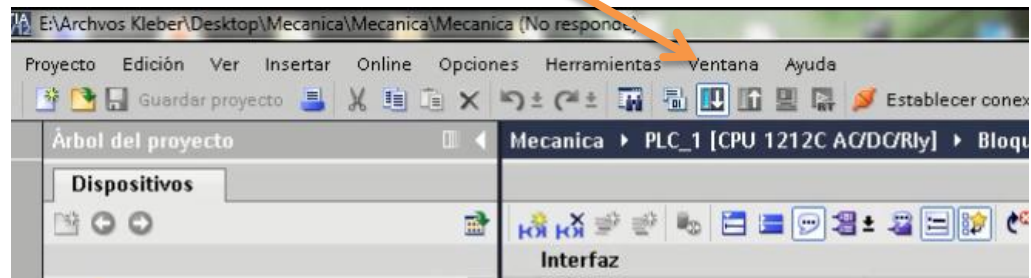 E:\Archvos Kleber\Desktop\Mecanica\Mecanica\Mecanica (No responde)
Proyecto Edición Ver Insertar Online Opciones Herramientas Ventana Ayuda
Guardar proyecto Establecer conex
Árbol del proyecto Mecanica PLC_1 [CPU 1212C AC/DC/Rly] Bloqu
Dispositivos
Interfaz